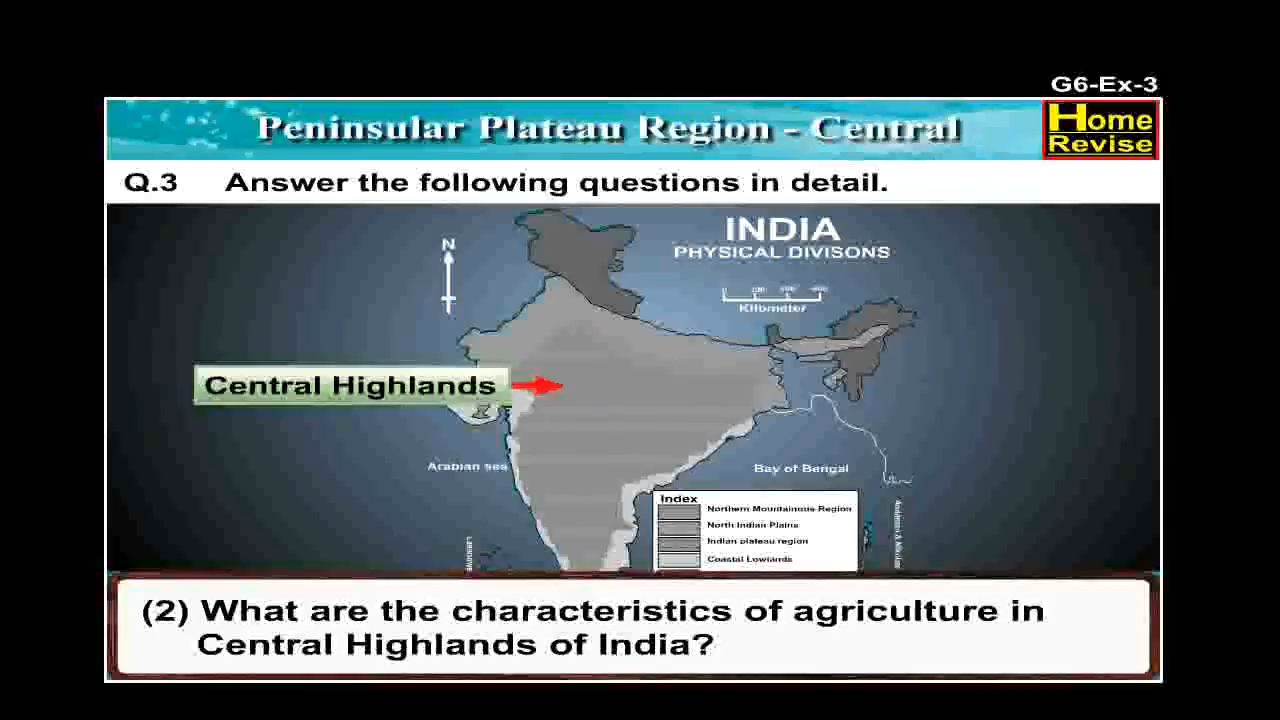 G6-Ex-3
Peninsular Plateau Region - Central
Home
Revise
Q.3 Answer the following questions in detail.
INDIA
PHYSICAL DIVISONS
N
Kilometer
Central Highlands
Arabian sea
Bay of Bengal
Index
Northern Mountainous Region
North Indian Plains
Indian plateau region
Coastal Lowlands
(2) What are the characteristics of agriculture in
Central Highlands of India?